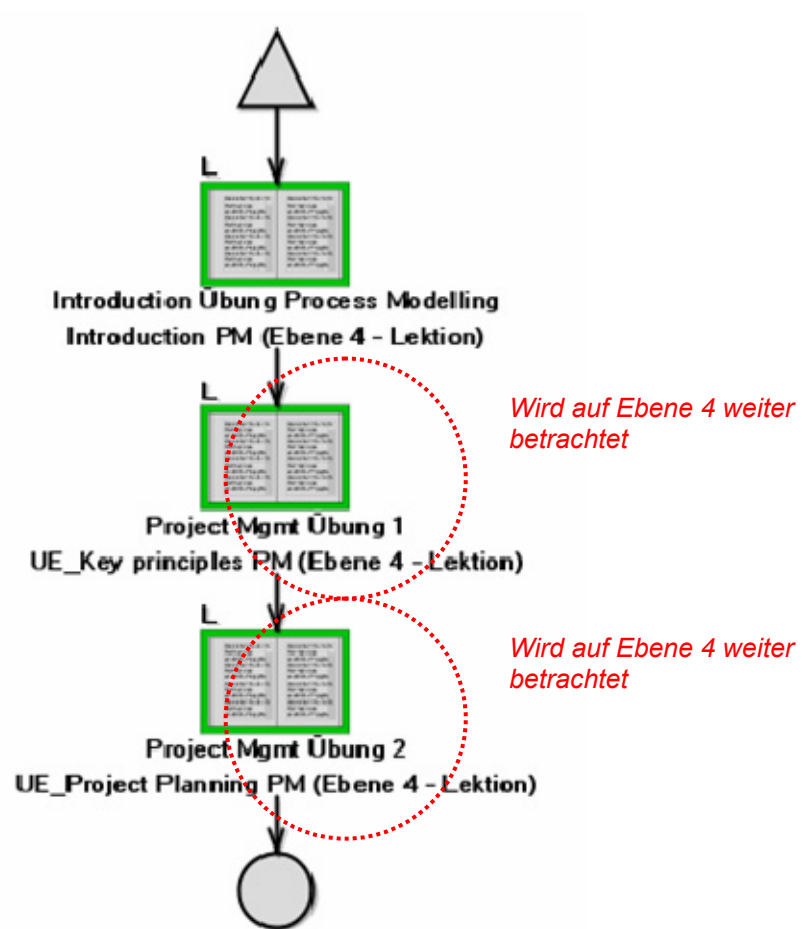 L
Introduction Übung Process Modelling
Introduction PM (Ebene 4 - Lektion)
L
Wird auf Ebene 4 weiter
betrachtet
Project Mgmt Übung 1
UE_Key principles PM (Ebene 4 - Lektion)
L
Wird auf Ebene 4 weiter
betrachtet
Project Mgmt Übung 2
UE_Project Planning PM (Ebene 4 - Lektion)